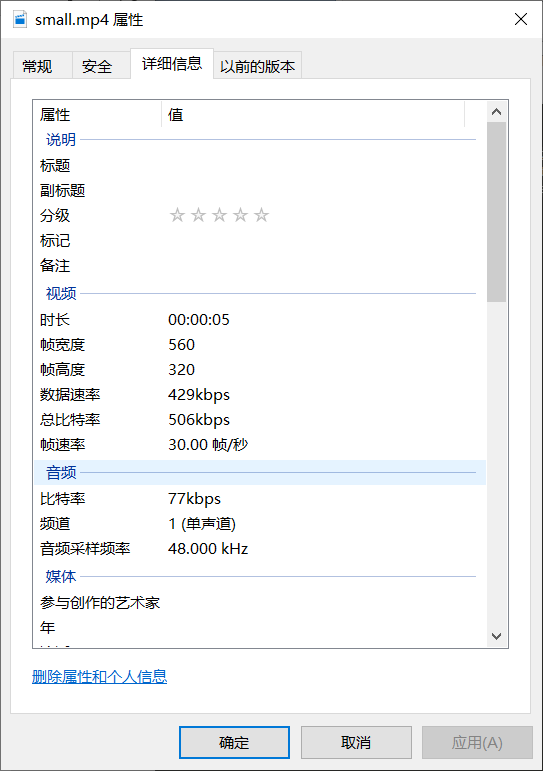 small.mp4 属性
常规 安全 详细信息 以前的版本
属性 值
说明
标题
副标题
分级
标记
备注
视频
时长 00:00:05
帧宽度 560
帧高度 320
数据速率 429kbps
总比特率 506kbps
帧速率 30.00 帧/秒
音频
比特率 77kbps
频道 1 (单声道)
音频采样频率 48.000 kHz
媒体
参与创作的艺术家
年
删除属性和个人信息
确定 取消 应用(A)